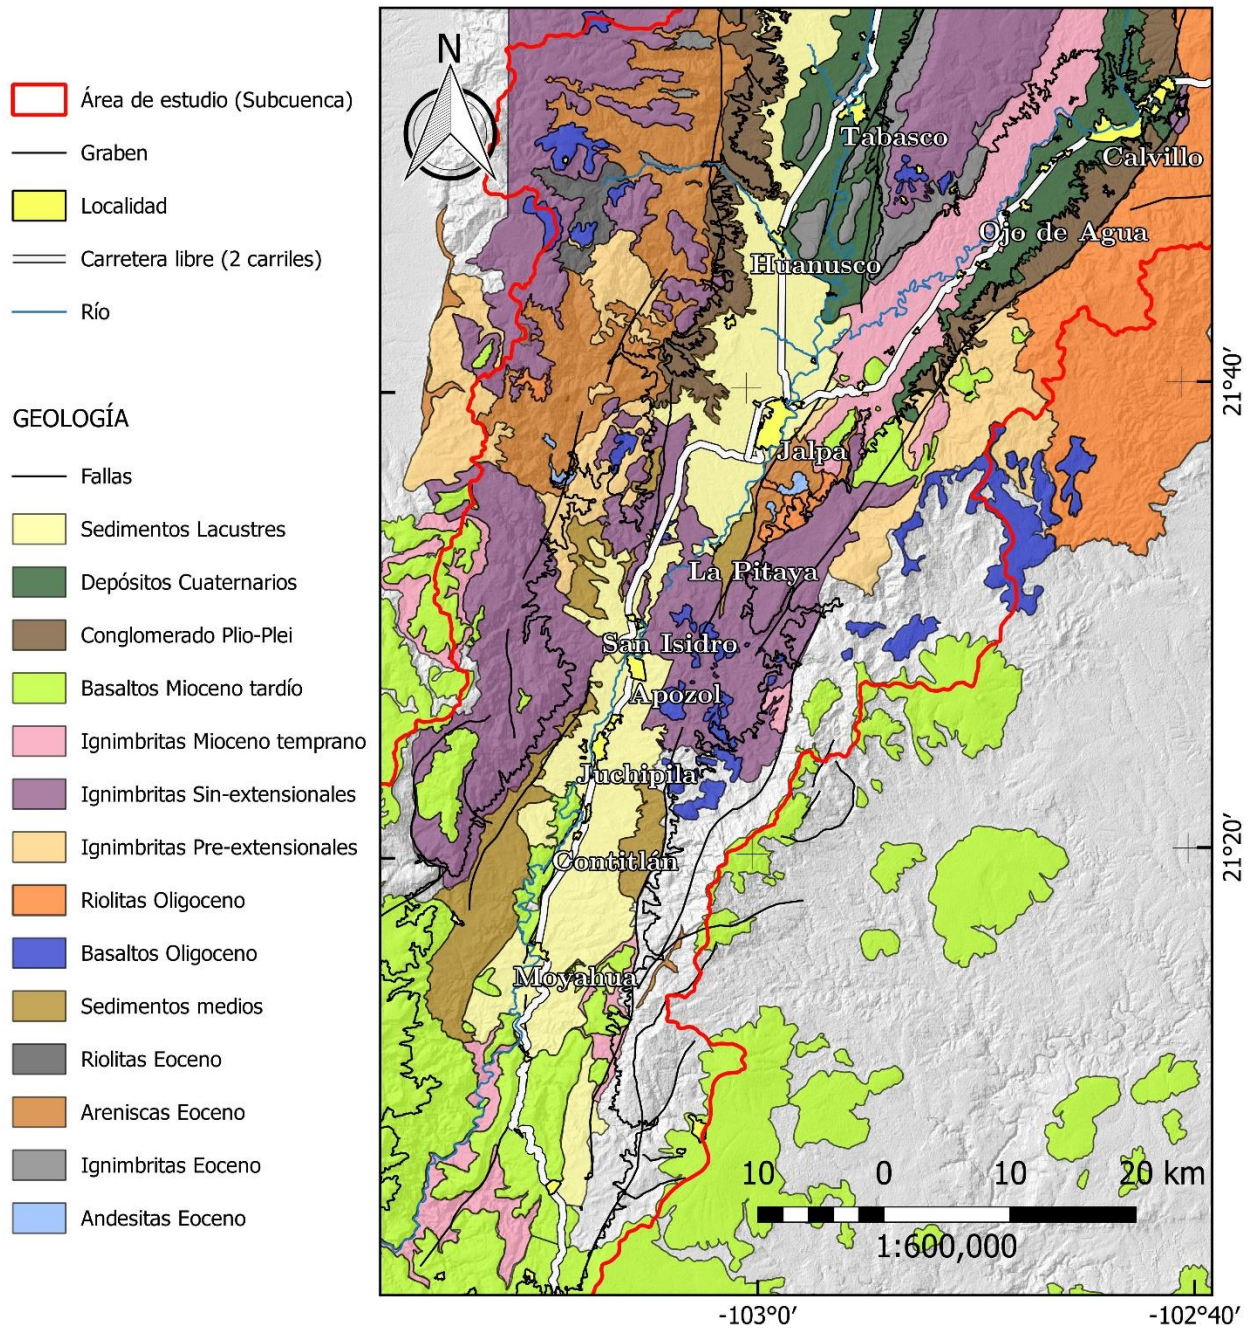 Área de estudio (Subcuenca)
Graben
Localidad
Carretera libre (2 carriles)
Río
GEOLOGÍA
Fallas
Sedimentos Lacustres
Depósitos Cuaternarios
Conglomerado Plio-Plei
Basaltos Mioceno tardío
Ignimbritas Mioceno temprano
Ignimbritas Sin-extensionales
Ignimbritas Pre-extensionales
Riolitas Oligoceno
Basaltos Oligoceno
Sedimentos medios
Riolitas Eoceno
Areniscas Eoceno
Ignimbritas Eoceno
Andesitas Eoceno
N
Tabasco
Calvillo
Ojo de Agua
Huanusco
Jalpa
La Pitaya
San Isidro
Apozol
Juchipila
Contitlán
Moyahua
21°40'
21°20'
10 0 10 20 km
1:600,000
-103°0' -102°40'